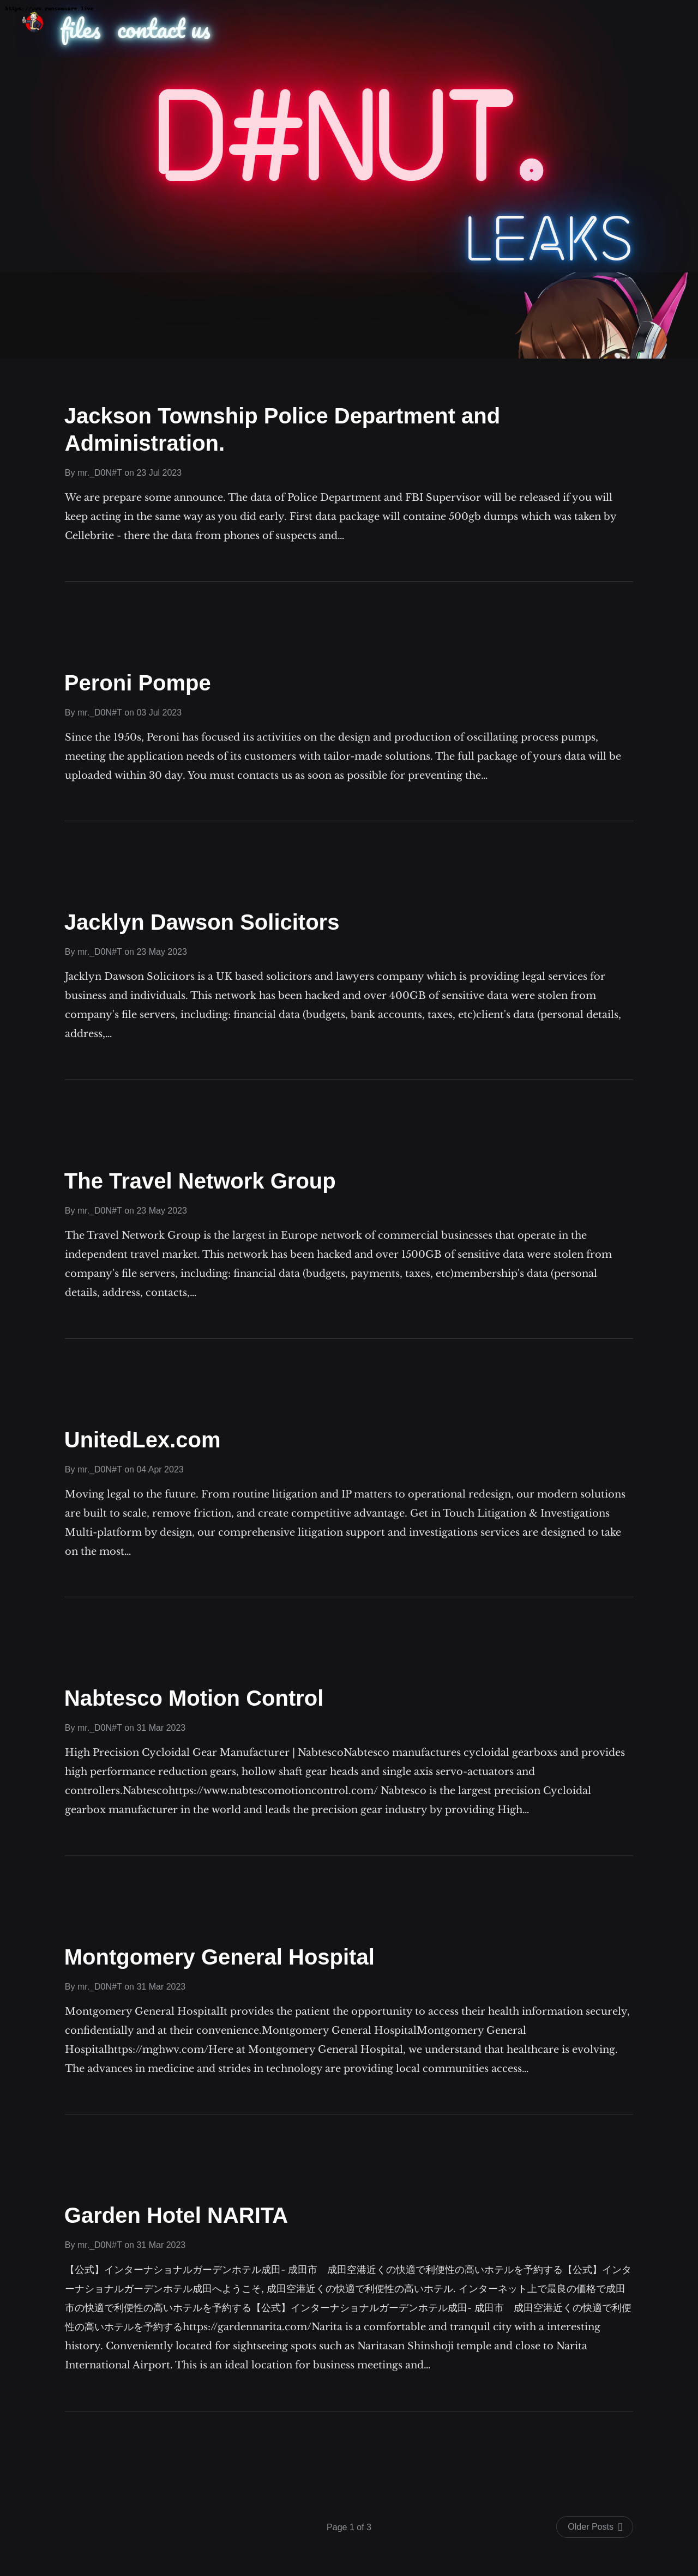 files contact us
D#NUT.
LEAKS
Jackson Township Police Department and
Administration.
By mr._D0N#T on 23 Jul 2023
We are prepare some announce. The data of Police Department and FBI Supervisor will be released if you will
keep acting in the same way as you did early. First data package will containe 500gb dumps which was taken by
Cellebrite - there the data from phones of suspects and…
Peroni Pompe
By mr._D0N#T on 03 Jul 2023
Since the 1950s, Peroni has focused its activities on the design and production of oscillating process pumps,
meeting the application needs of its customers with tailor-made solutions. The full package of yours data will be
uploaded within 30 day. You must contacts us as soon as possible for preventing the…
Jacklyn Dawson Solicitors
By mr._D0N#T on 23 May 2023
Jacklyn Dawson Solicitors is a UK based solicitors and lawyers company which is providing legal services for
business and individuals. This network has been hacked and over 400GB of sensitive data were stolen from
company's file servers, including: financial data (budgets, bank accounts, taxes, etc)client's data (personal details,
address,…
The Travel Network Group
By mr._D0N#T on 23 May 2023
The Travel Network Group is the largest in Europe network of commercial businesses that operate in the
independent travel market. This network has been hacked and over 1500GB of sensitive data were stolen from
company's file servers, including: financial data (budgets, payments, taxes, etc)membership's data (personal
details, address, contacts,…
UnitedLex.com
By mr._D0N#T on 04 Apr 2023
Moving legal to the future. From routine litigation and IP matters to operational redesign, our modern solutions
are built to scale, remove friction, and create competitive advantage. Get in Touch Litigation & Investigations
Multi-platform by design, our comprehensive litigation support and investigations services are designed to take
on the most…
Nabtesco Motion Control
By mr._D0N#T on 31 Mar 2023
High Precision Cycloidal Gear Manufacturer | NabtescoNabtesco manufactures cycloidal gearboxs and provides
high performance reduction gears, hollow shaft gear heads and single axis servo-actuators and
controllers.Nabtescohttps://www.nabtescomotioncontrol.com/ Nabtesco is the largest precision Cycloidal
gearbox manufacturer in the world and leads the precision gear industry by providing High…
Montgomery General Hospital
By mr._D0N#T on 31 Mar 2023
Montgomery General HospitalIt provides the patient the opportunity to access their health information securely,
confidentially and at their convenience.Montgomery General HospitalMontgomery General
Hospitalhttps://mghwv.com/Here at Montgomery General Hospital, we understand that healthcare is evolving.
The advances in medicine and strides in technology are providing local communities access…
Garden Hotel NARITA
By mr._D0N#T on 31 Mar 2023
【公式】インターナショナルガーデンホテル成田- 成田市　成田空港近くの快適で利便性の高いホテルを予約する【公式】インタ
ーナショナルガーデンホテル成田へようこそ, 成田空港近くの快適で利便性の高いホテル. インターネット上で最良の価格で成田
市の快適で利便性の高いホテルを予約する【公式】インターナショナルガーデンホテル成田- 成田市　成田空港近くの快適で利便
性の高いホテルを予約するhttps://gardennarita.com/Narita is a comfortable and tranquil city with a interesting
history. Conveniently located for sightseeing spots such as Naritasan Shinshoji temple and close to Narita
International Airport. This is an ideal location for business meetings and…
Page 1 of 3
Older Posts